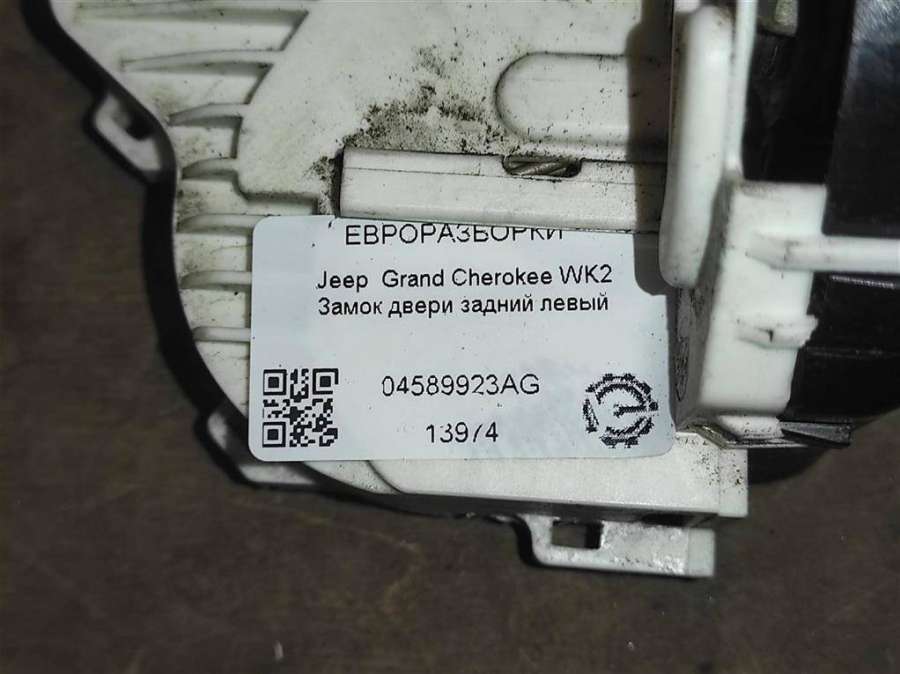 ЕВРОРАЗБОРКИ
Jeep Grand Cherokee WK2
Замок двери задний левый
04589923AG
13974